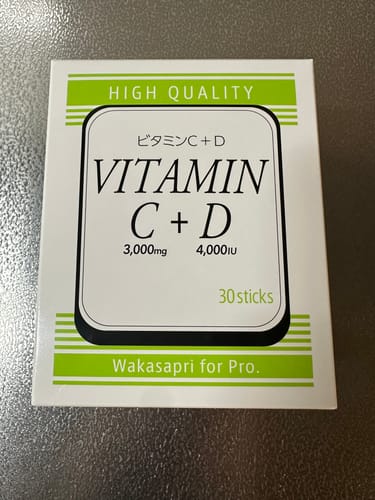 HIGH QUALITY
ビタミンC+D
VITAMIN
C + D
3,000mg 4,000IU
30sticks
Wakasapri for Pro.